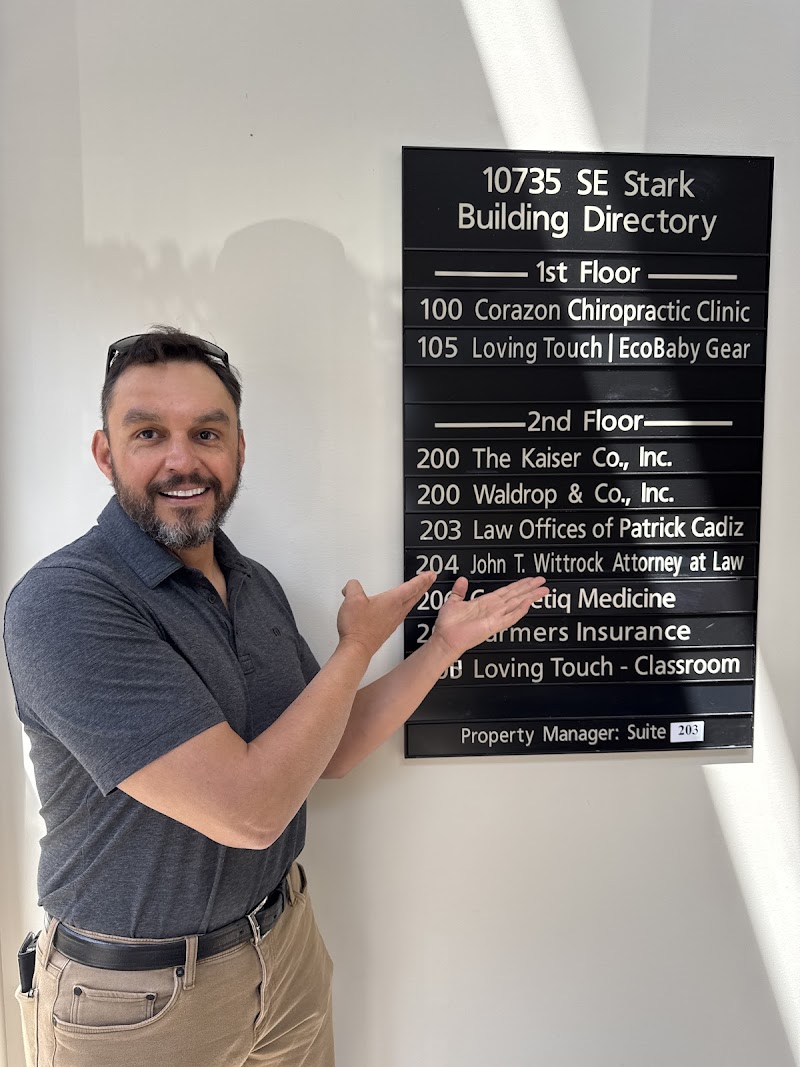 10735 SE Stark
Building Directory
1st Floor
100 Corazon Chiropractic Clinic
105 Loving Touch | EcoBaby Gear
2nd Floor
200 The Kaiser Co., Inc.
200 Waldrop & Co., Inc.
203 Law Offices of Patrick Cadiz
204 John T. Wittrock Attorney at Law
Medicine
Insurance
Loving Touch - Classroom
Property Manager: Suite 203